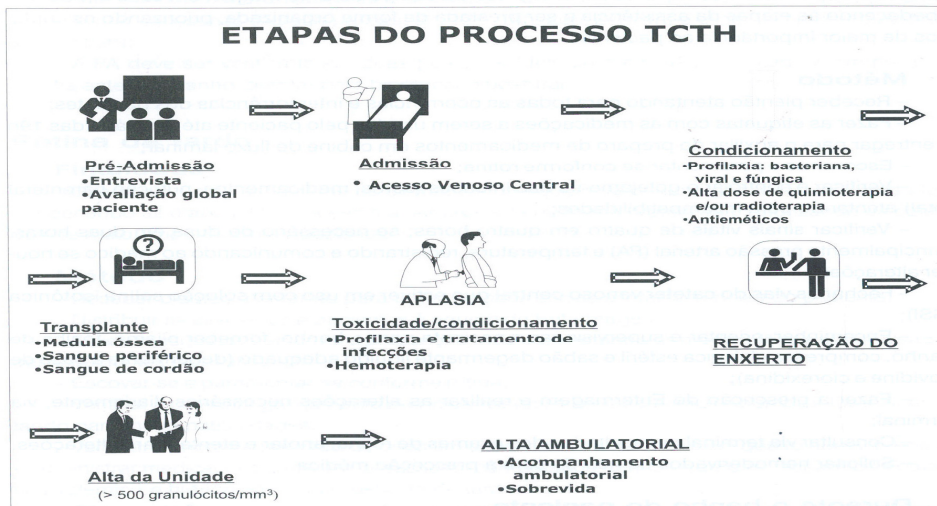 ETAPAS DO PROCESSO TCTH
Pré-Admissão
•Entrevista
•Avaliação global
paciente
Admissão
• Acesso Venoso Central
Condicionamento
•Profilaxia: bacteriana,
viral e fúngica
•Alta dose de quimioterapia
e/ou radioterapia
•Antieméticos
?
Transplante
•Medula óssea
•Sangue periférico
•Sangue de cordão
APLASIA
Toxicidade/condicionamento
•Profilaxia e tratamento de
infecções
•Hemoterapia
RECUPERAÇÃO DO
ENXERTO
Alta da Unidade
(> 500 granulócitos/mm³)
ALTA AMBULATORIAL
•Acompanhamento
ambulatorial
•Sobrevida